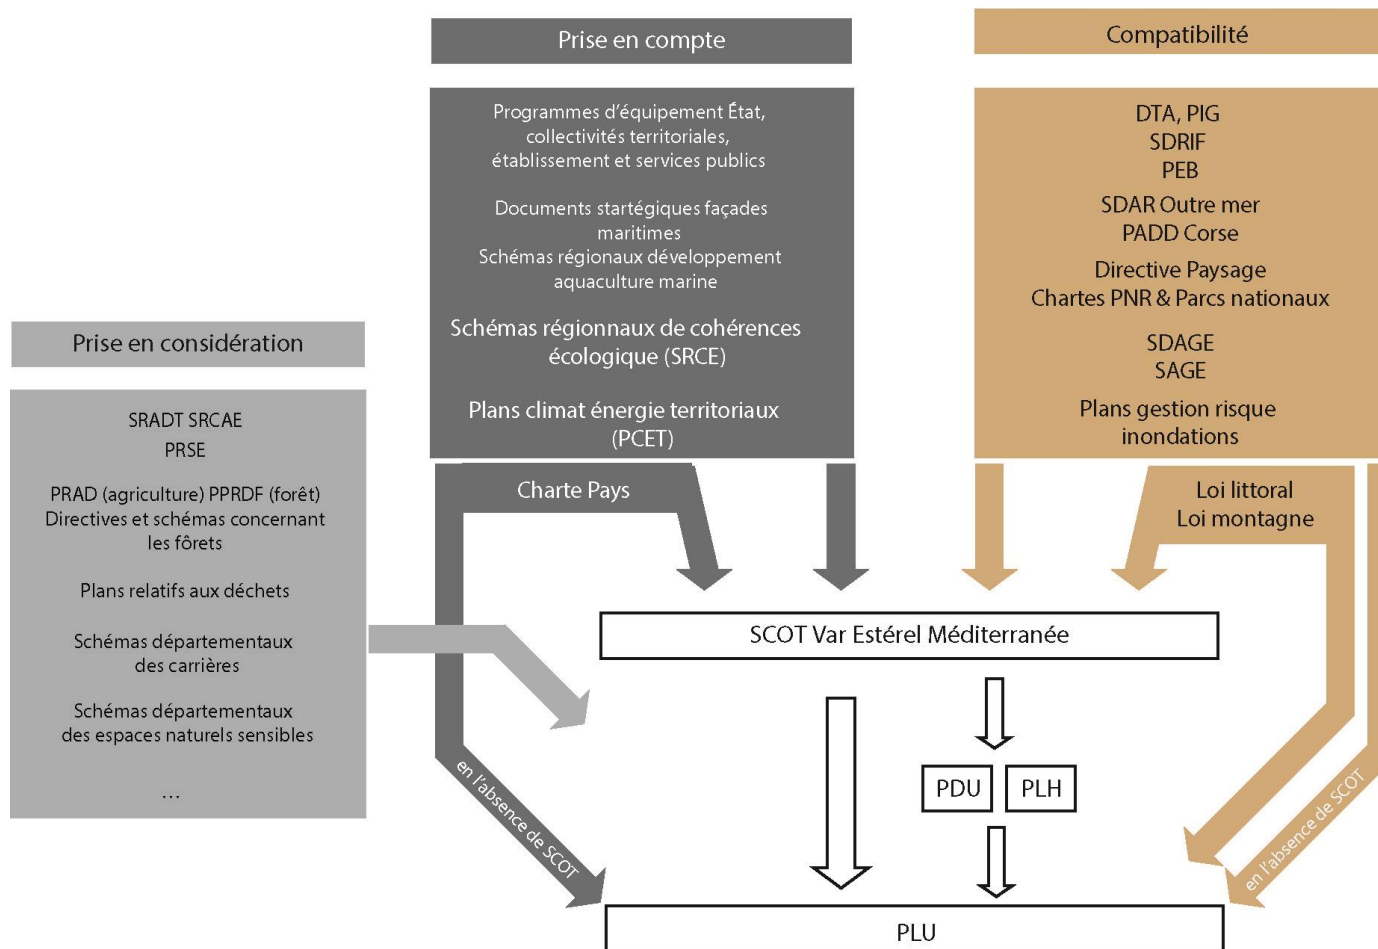 Prise en compte
Programmes d'équipement État,
collectivités territoriales,
établissement et services publics
Documents startégiques façades
maritimes
Schémas régionaux développement
aquaculture marine
Schémas régionnaux de cohérences
écologique (SRCE)
Plans climat énergie territoriaux
(PCET)
Charte Pays
en l'absence de SCOT
Compatibilité
DTA, PIG
SDRIF
PEB
SDAR Outre mer
PADD Corse
Directive Paysage
Chartes PNR & Parcs nationaux
SDAGE
SAGE
Plans gestion risque
inondations
Loi littoral
Loi montagne
en l'absence de SCOT
Prise en considération
SRADT SRCAE
PRSE
PRAD (agriculture) PPRDF (forêt)
Directives et schémas concernant
les fôrets
Plans relatifs aux déchets
Schémas départementaux
des carrières
Schémas départementaux
des espaces naturels sensibles
...
SCOT Var Estérel Méditerranée
PDU
PLH
PLU